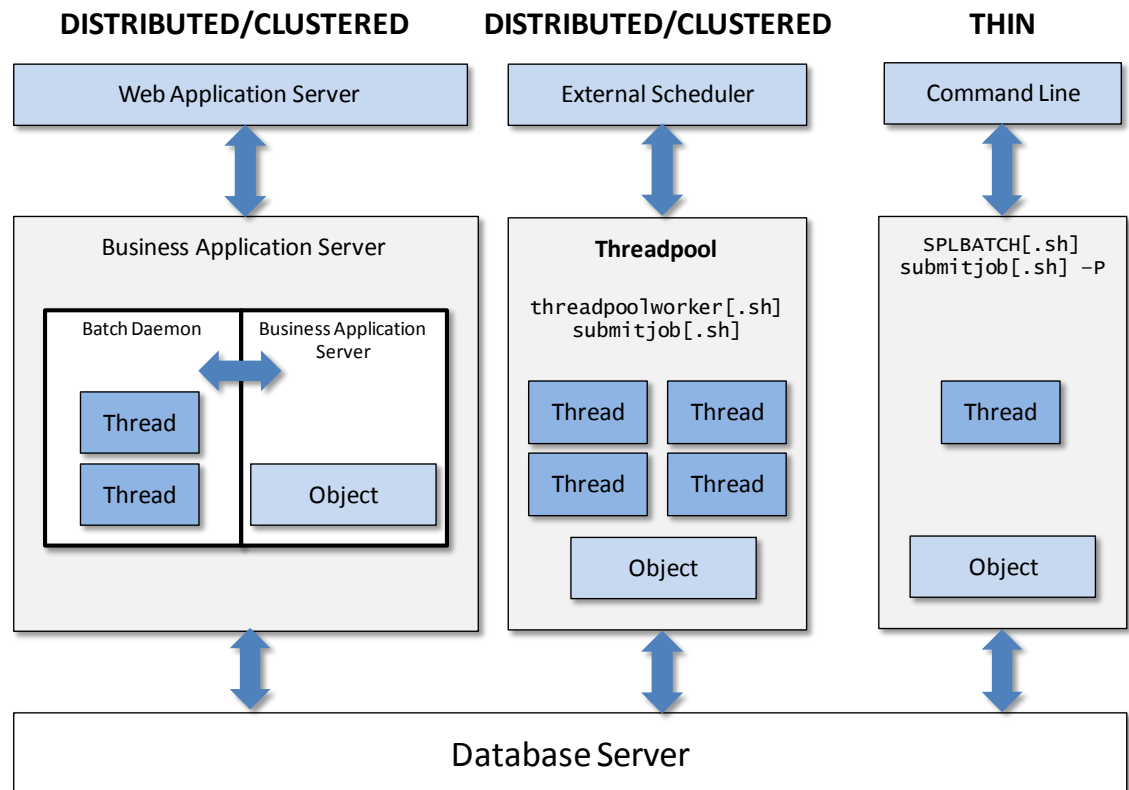 DISTRIBUTED/CLUSTERED
DISTRIBUTED/CLUSTERED
THIN
Web Application Server
External Scheduler
Command Line
Business Application Server
Batch Daemon
Business Application
Server
Thread
Thread
Object
Threadpool
threadpoolworker[.sh]
submitjob[.sh]
Thread
Thread
Thread
Thread
Object
SPLBATCH[.sh]
submitjob[.sh] –P
Thread
Object
Database Server